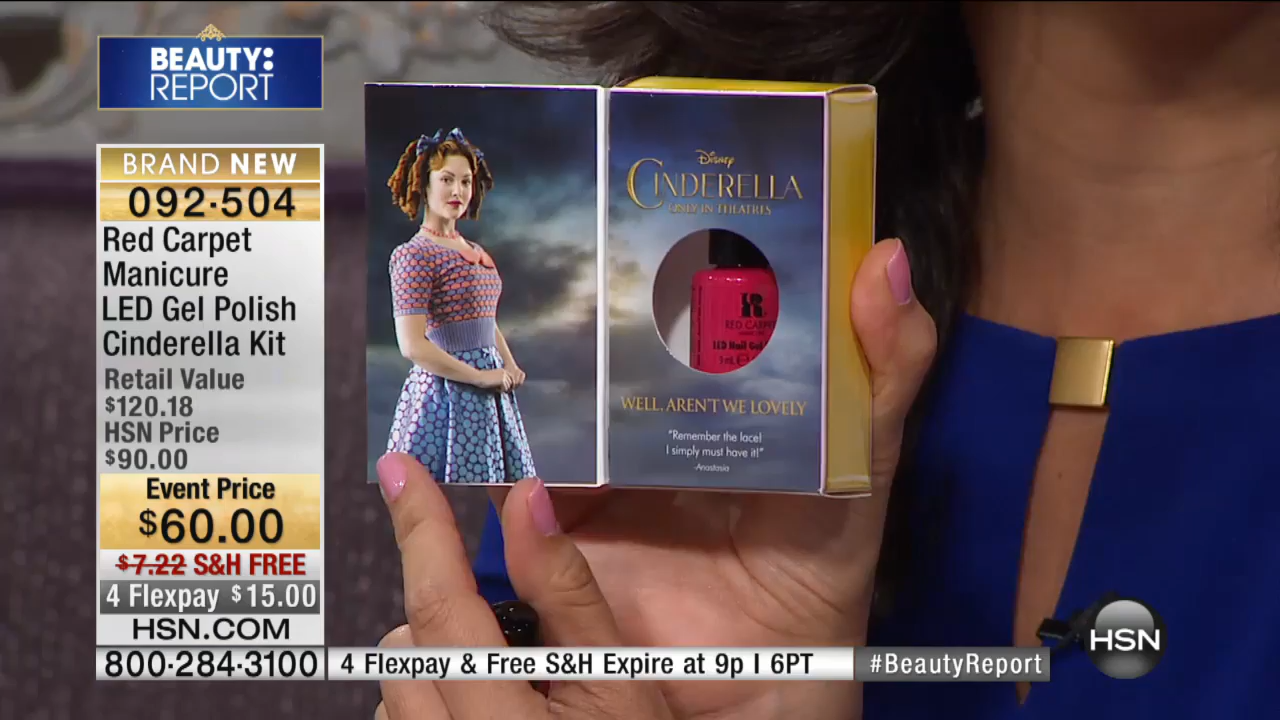 BEAUTY:
REPORT
BRAND NEW
092·504
Red Carpet
Manicure
LED Gel Polish
Cinderella Kit
Retail Value
$120.18
HSN Price
$90.00
Event Price
$60.00
$7.22 S&H FREE
4 Flexpay $15.00
HSN.COM
800·284·3100
4 Flexpay & Free S&H Expire at 9p | 6PT
#BeautyReport
HSN
Disney
CINDERELLA
ONLY IN THEATRES
RED CARPET
LED Nail Gel
WELL, AREN'T WE LOVELY
"Remember the lace!
I simply must have it!"
-Anastasia